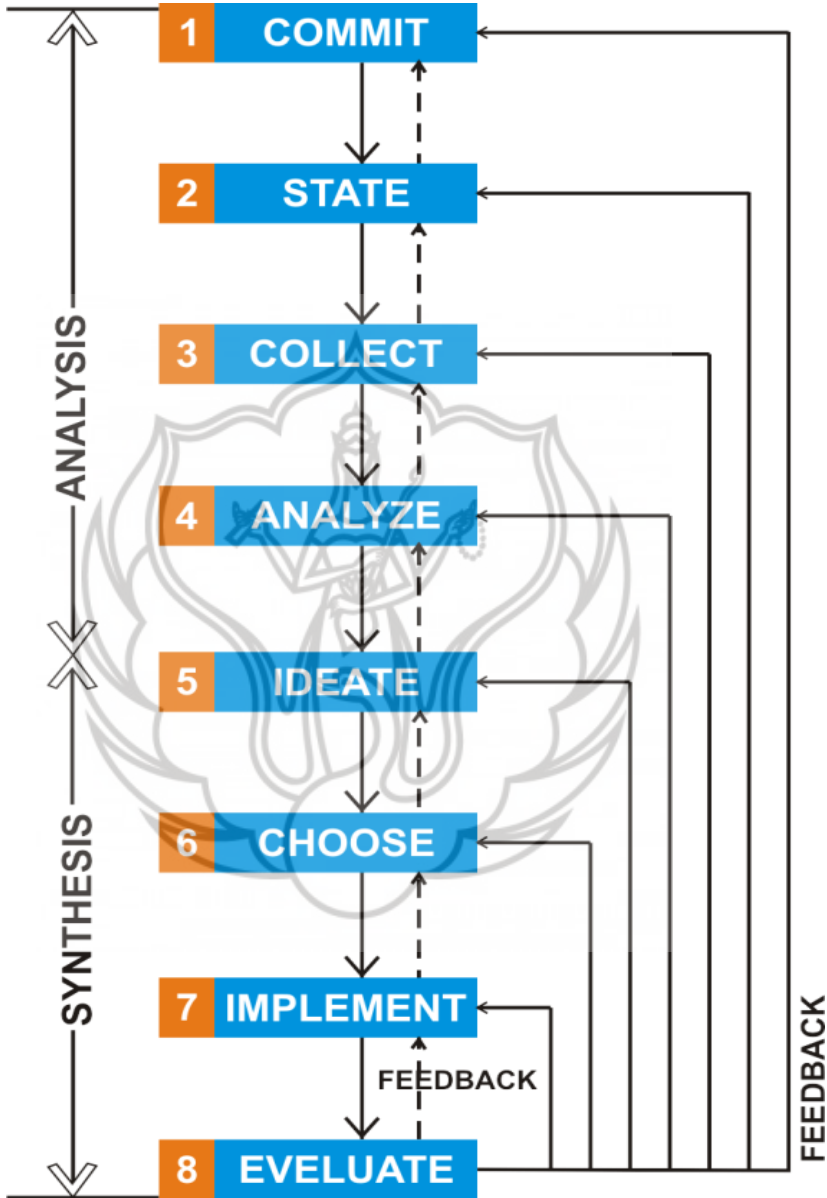 1 COMMIT
2 STATE
3 COLLECT
ANALYSIS
4 ANALYZE
5 IDEATE
6 CHOOSE
SYNTHESIS
7 IMPLEMENT
FEEDBACK
FEEDBACK
8 EVELUATE